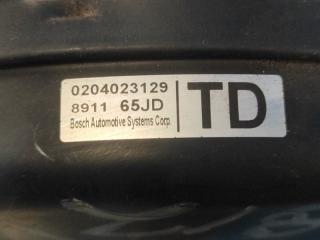 0204023129
8911 65JD
Bosch Automotive Systems Corp.
TD